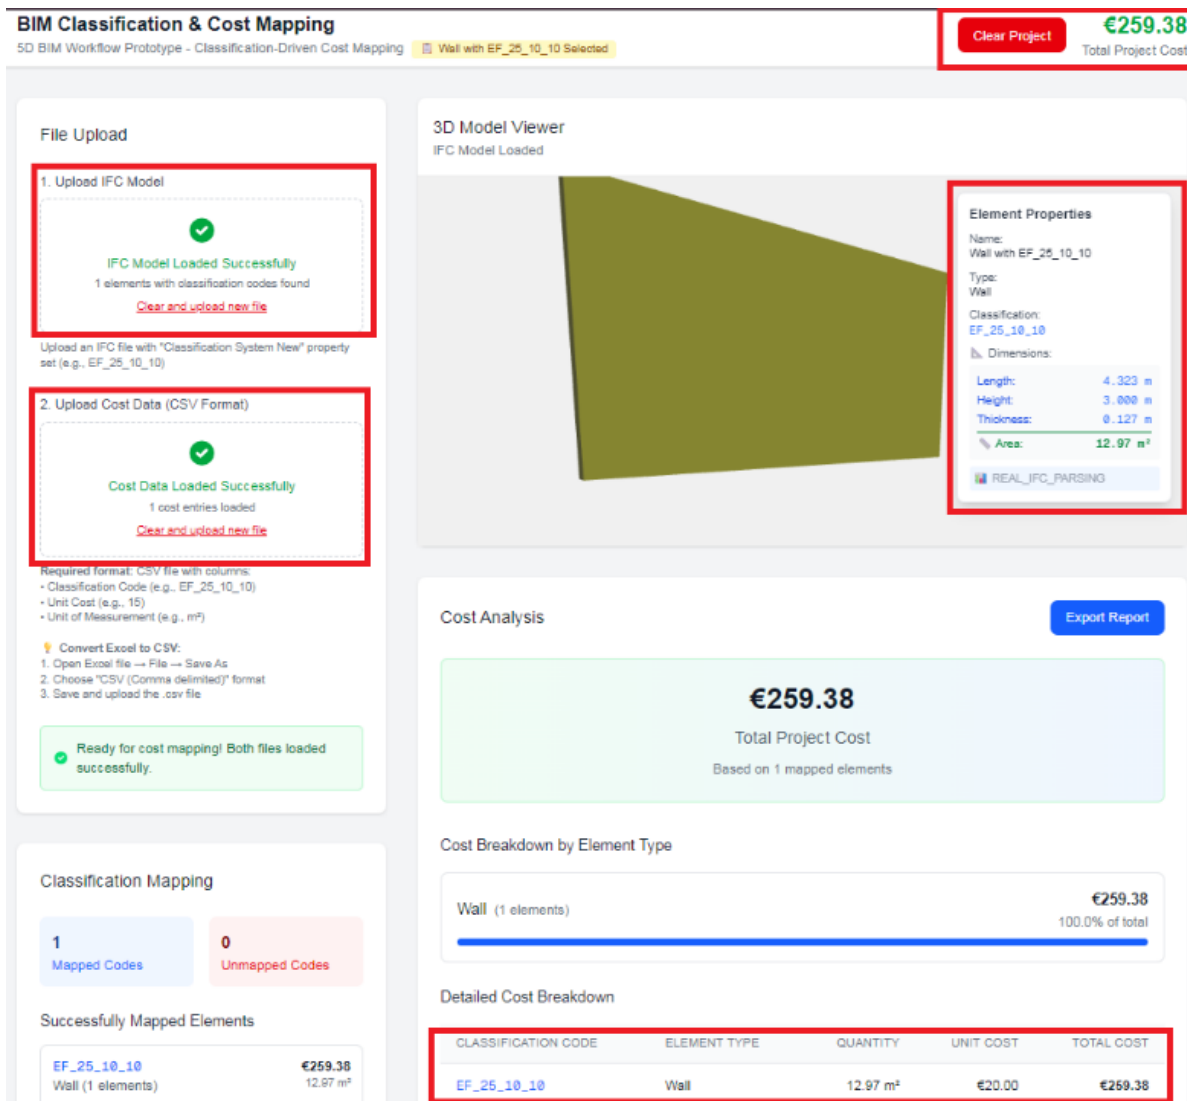 BIM Classification & Cost Mapping
5D BIM Workflow Prototype - Classification-Driven Cost Mapping
Wall with EF_25_10_10 Selected
Clear Project
€259.38
Total Project Cost
File Upload
1. Upload IFC Model
IFC Model Loaded Successfully
1 elements with classification codes found
Clear and upload new file
Upload an IFC file with "Classification System New" property
set (e.g., EF_25_10_10)
2. Upload Cost Data (CSV Format)
Cost Data Loaded Successfully
1 cost entries loaded
Clear and upload new file
Required format: CSV file with columns:
• Classification Code (e.g., EF_25_10_10)
• Unit Cost (e.g., 15)
• Unit of Measurement (e.g., m²)
Convert Excel to CSV:
1. Open Excel file → File → Save As
2. Choose "CSV (Comma delimited)" format
3. Save and upload the .csv file
Ready for cost mapping! Both files loaded
successfully.
Classification Mapping
1
Mapped Codes
0
Unmapped Codes
Successfully Mapped Elements
EF_25_10_10 €259.38
Wall (1 elements) 12.97 m²
3D Model Viewer
IFC Model Loaded
Element Properties
Name:
Wall with EF_25_10_10
Type:
Wall
Classification:
EF_25_10_10
Dimensions:
Length: 4.323 m
Height: 3.000 m
Thickness: 0.127 m
Area: 12.97 m²
REAL_IFC_PARSING
Cost Analysis
Export Report
€259.38
Total Project Cost
Based on 1 mapped elements
Cost Breakdown by Element Type
Wall (1 elements) €259.38
100.0% of total
Detailed Cost Breakdown
CLASSIFICATION CODE ELEMENT TYPE QUANTITY UNIT COST TOTAL COST
EF_25_10_10 Wall 12.97 m² €20.00 €259.38